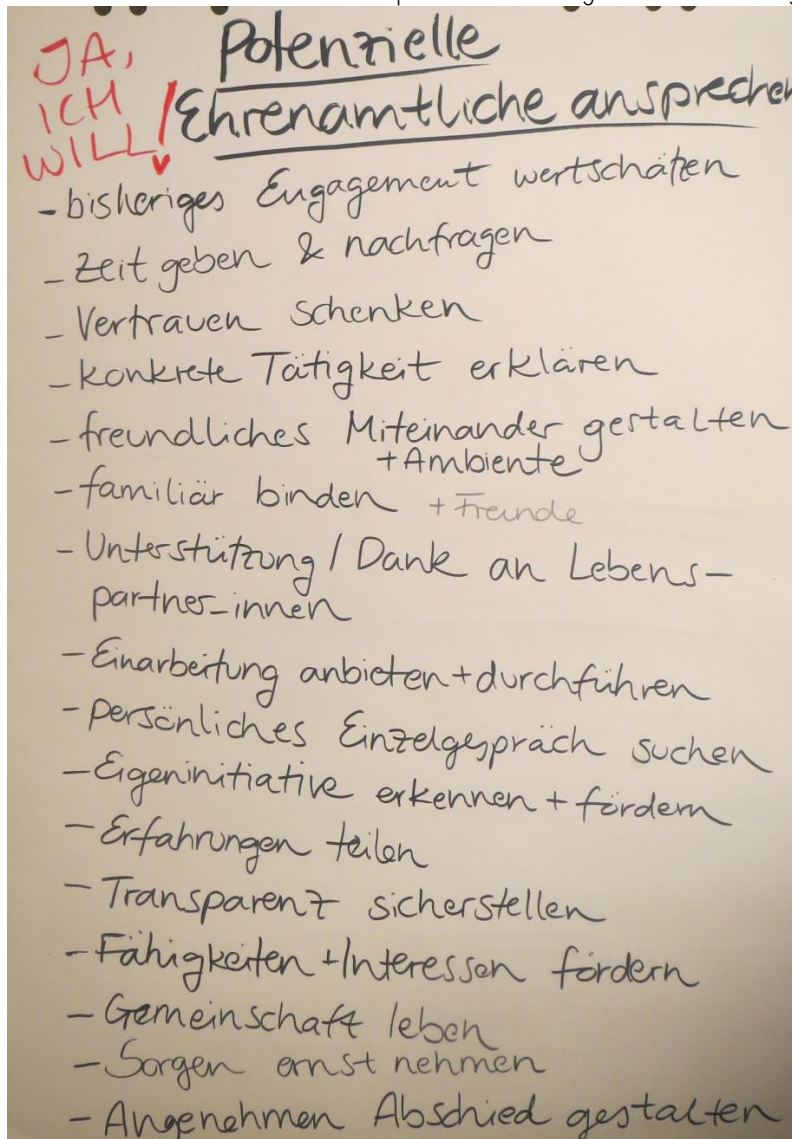 JA,
ICH
WILL!
Potenzielle
Ehrenamtliche ansprechen
- bisheriges Engagement wertschätzen
- Zeit geben & nachfragen
- Vertrauen schenken
- konkrete Tätigkeit erklären
- freundliches Miteinander gestalten
+ Ambiente
- familiär binden + Freunde
- Unterstützung / Dank an Lebens-
partner_innen
- Einarbeitung anbieten + durchführen
- persönliches Einzelgespräch suchen
- Eigeninitiative erkennen + fördern
- Erfahrungen teilen
- Transparenz sicherstellen
- Fähigkeiten + Interessen fördern
- Gemeinschaft leben
- Sorgen ernst nehmen
- Angenehmen Abschied gestalten